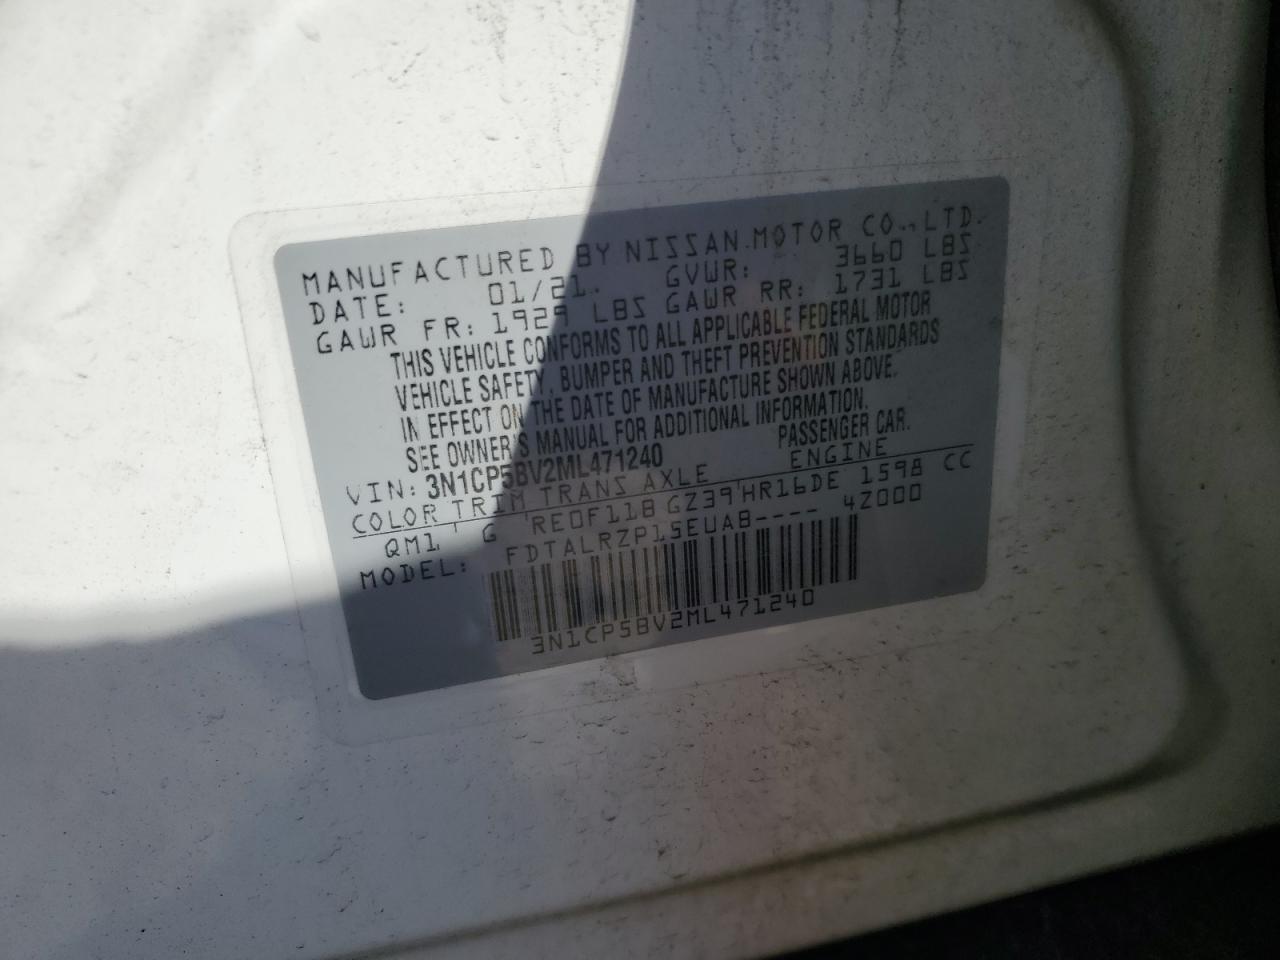 MANUFACTURED BY NISSAN MOTOR CO., LTD.
DATE: 01/21 GVWR: 3660 LBS
GAWR FR: 1929 LBS GAWR RR: 1731 LBS
THIS VEHICLE CONFORMS TO ALL APPLICABLE FEDERAL MOTOR
VEHICLE SAFETY, BUMPER AND THEFT PREVENTION STANDARDS
IN EFFECT ON THE DATE OF MANUFACTURE SHOWN ABOVE.
SEE OWNER'S MANUAL FOR ADDITIONAL INFORMATION.
VIN: 3N1CP5BV2ML471240 PASSENGER CAR.
COLOR TRIM TRANS AXLE ENGINE
QM1 G RE0F11B GZ39 HR16DE 1598 CC
MODEL: FDTALRZP15EUAB---- 4Z000
3N1CP5BV2ML471240